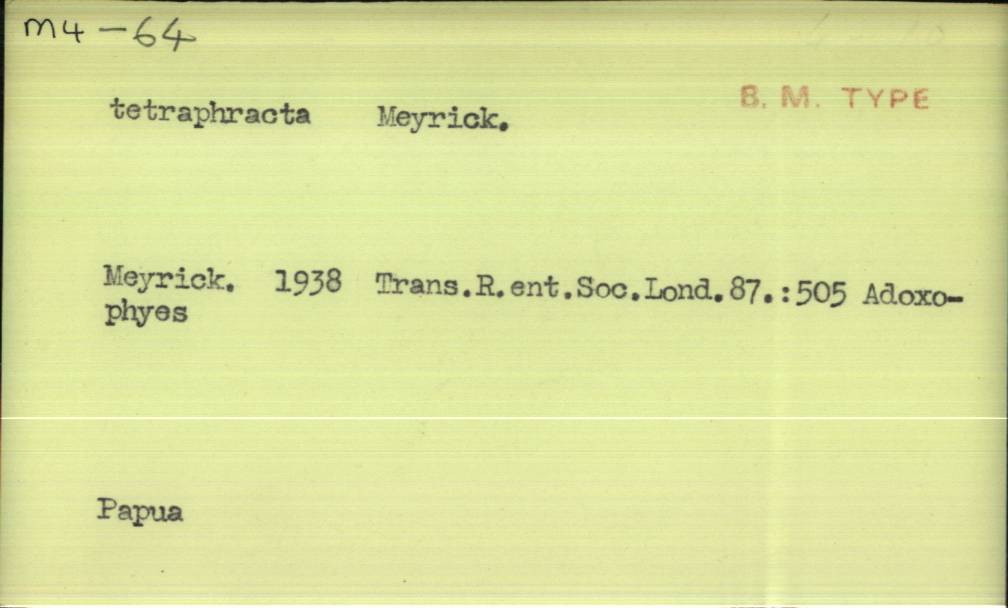 m4-64
tetraphracta Meyrick. B. M. TYPE
Meyrick. 1938 Trans.R.ent.Soc.Lond.87.:505 Adoxo-
phyes
Papua